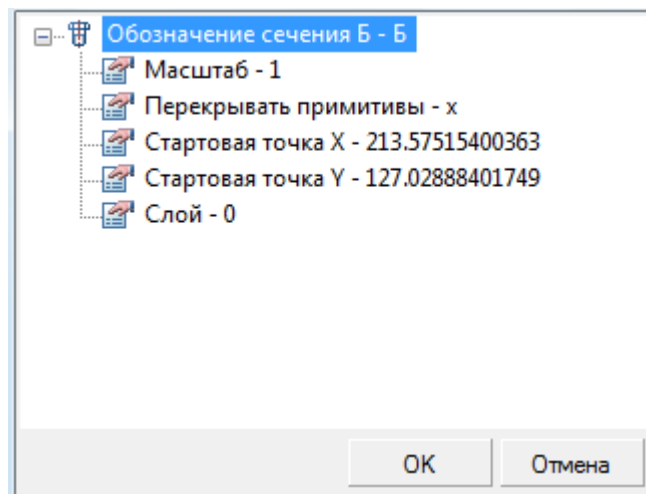 Обозначение сечения Б - Б
Масштаб - 1
Перекрывать примитивы - x
Стартовая точка X - 213.57515400363
Стартовая точка Y - 127.02888401749
Слой - 0
OK Отмена